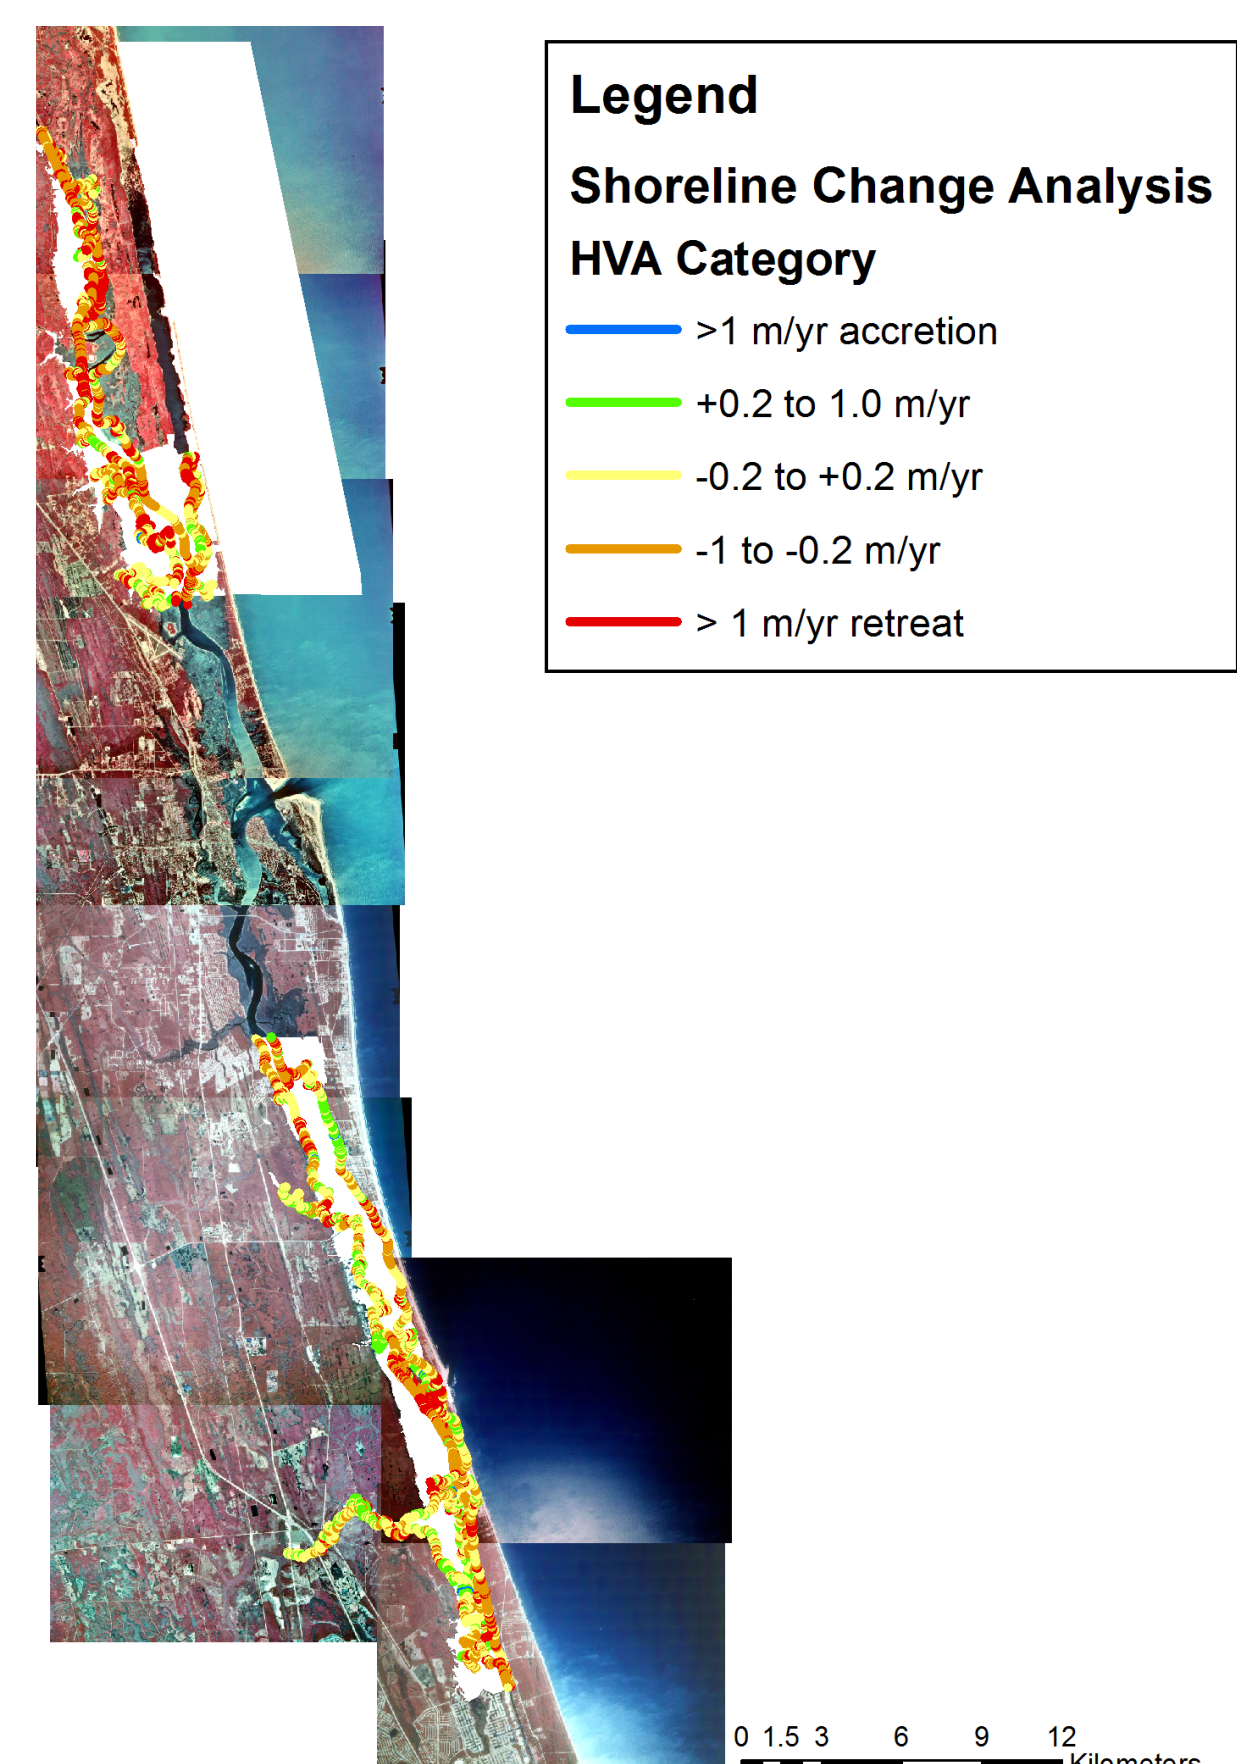 Legend
Shoreline Change Analysis
HVA Category
>1 m/yr accretion
+0.2 to 1.0 m/yr
-0.2 to +0.2 m/yr
-1 to -0.2 m/yr
> 1 m/yr retreat
0 1.5 3 6 9 12
Kilometers